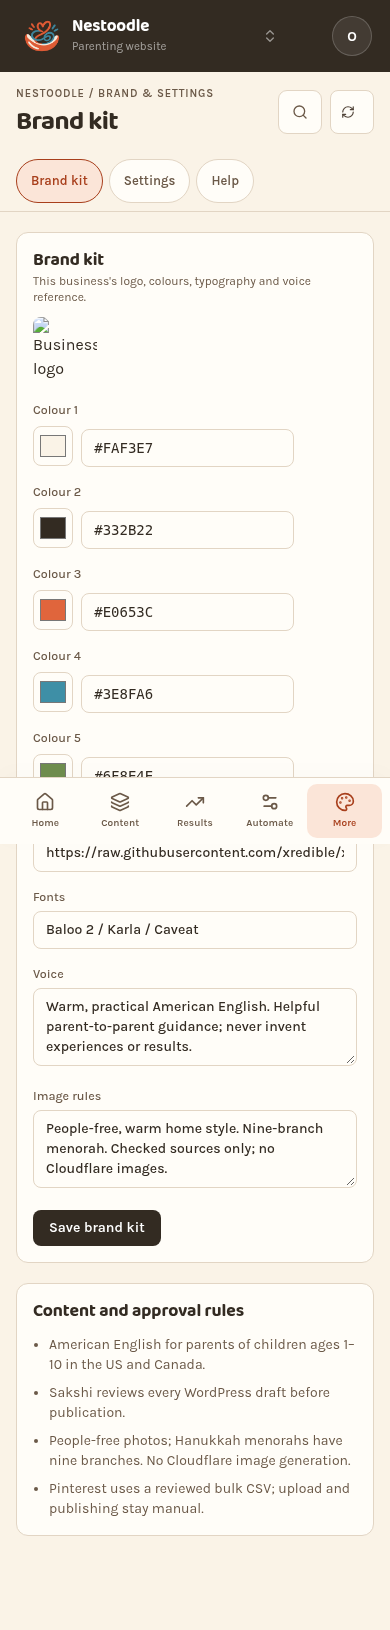 Nestoodle
Parenting website
O
NESTOODLE / BRAND & SETTINGS
Brand kit
Brand kit
Settings
Help
Brand kit
This business's logo, colours, typography and voice
reference.
Business
logo
Colour 1
#FAF3E7
Colour 2
#332B22
Colour 3
#E0653C
Colour 4
#3E8FA6
Colour 5
Home
Content
Results
Automate
More
https://raw.githubusercontent.com/xredible/
Fonts
Baloo 2 / Karla / Caveat
Voice
Warm, practical American English. Helpful
parent-to-parent guidance; never invent
experiences or results.
Image rules
People-free, warm home style. Nine-branch
menorah. Checked sources only; no
Cloudflare images.
Save brand kit
Content and approval rules
• American English for parents of children ages 1–
10 in the US and Canada.
• Sakshi reviews every WordPress draft before
publication.
• People-free photos; Hanukkah menorahs have
nine branches. No Cloudflare image generation.
• Pinterest uses a reviewed bulk CSV; upload and
publishing stay manual.